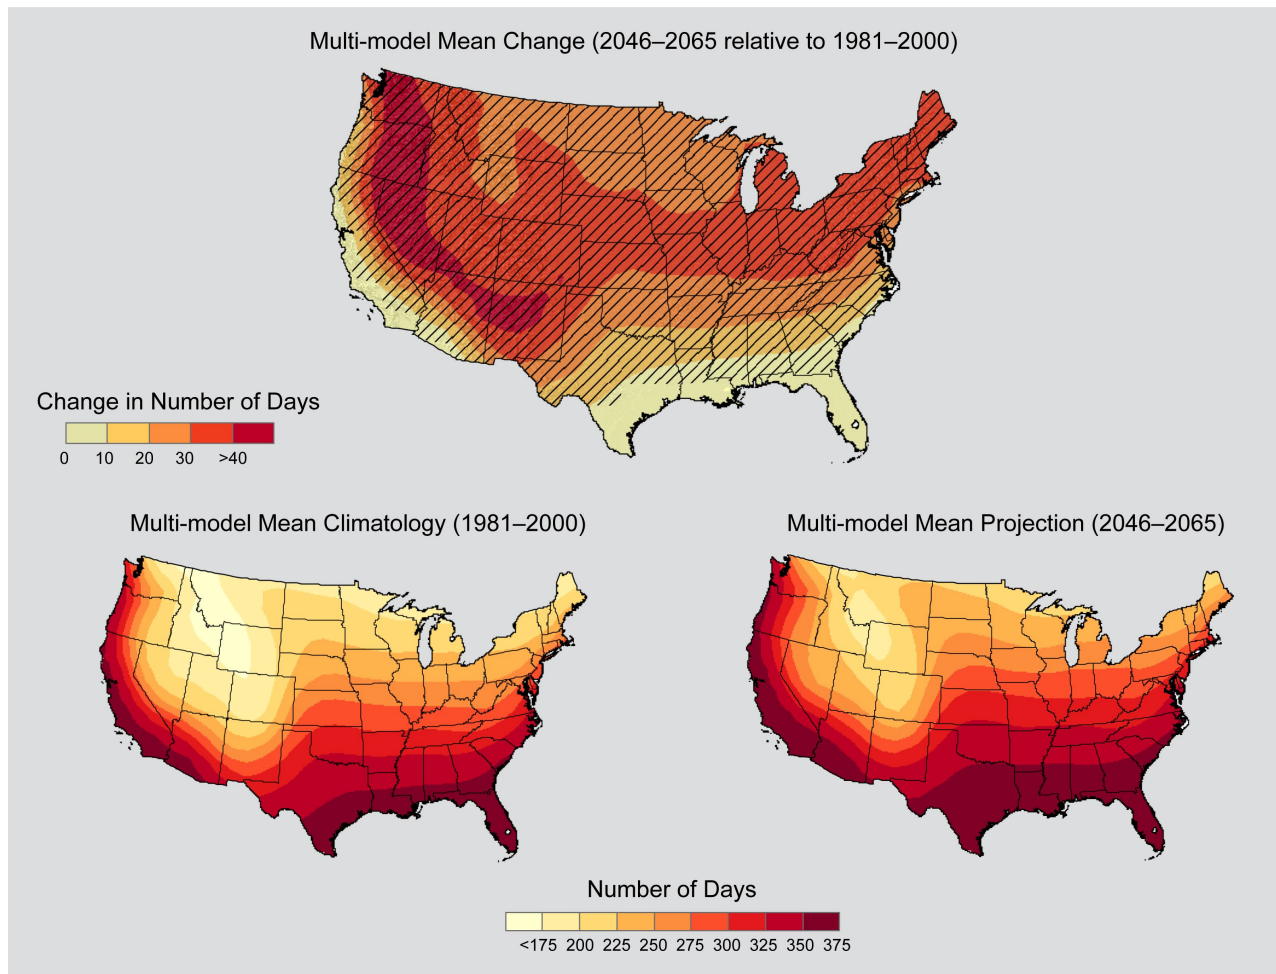 Multi-model Mean Change (2046–2065 relative to 1981–2000)
Change in Number of Days
0 10 20 30 >40
Multi-model Mean Climatology (1981–2000)
Multi-model Mean Projection (2046–2065)
Number of Days
<175 200 225 250 275 300 325 350 375